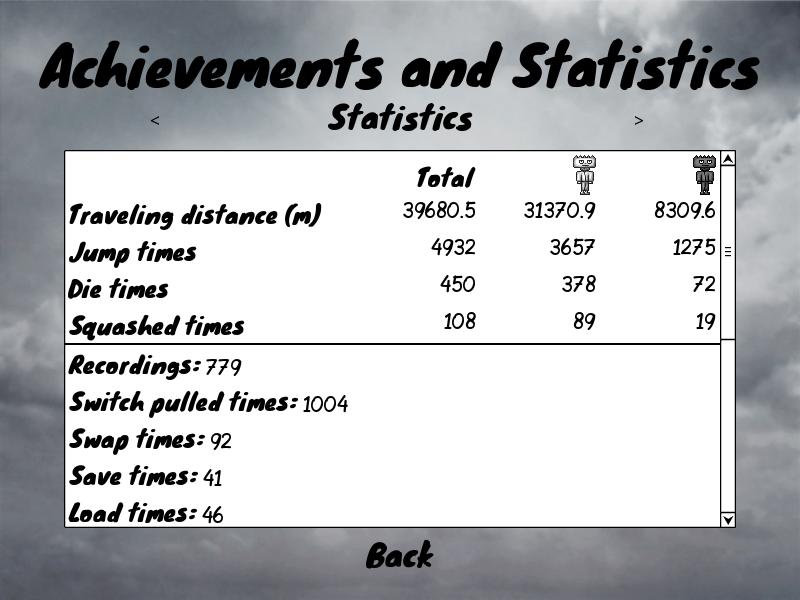 Achievements and Statistics
< Statistics >
Total
Traveling distance (m) 39680.5 31370.9 8309.6
Jump times 4932 3657 1275
Die times 450 378 72
Squashed times 108 89 19
Recordings: 779
Switch pulled times: 1004
Swap times: 92
Save times: 41
Load times: 46
Back